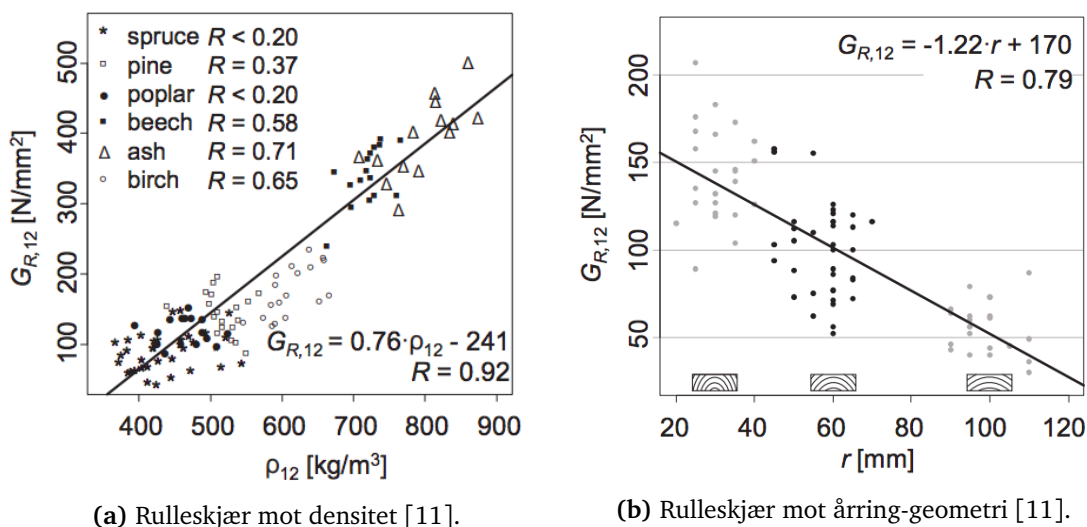 * spruce R < 0.20
□ pine R = 0.37
● poplar R < 0.20
■ beech R = 0.58
△ ash R = 0.71
○ birch R = 0.65
500
400
300
200
100
G_R,12 [N/mm²]
G_R,12 = 0.76·ρ₁₂ - 241
R = 0.92
400 500 600 700 800 900
ρ₁₂ [kg/m³]
(a) Rulleskjær mot densitet [11].
G_R,12 = -1.22·r + 170
R = 0.79
200
150
100
50
G_R,12 [N/mm²]
20 40 60 80 100 120
r [mm]
(b) Rulleskjær mot årring-geometri [11].